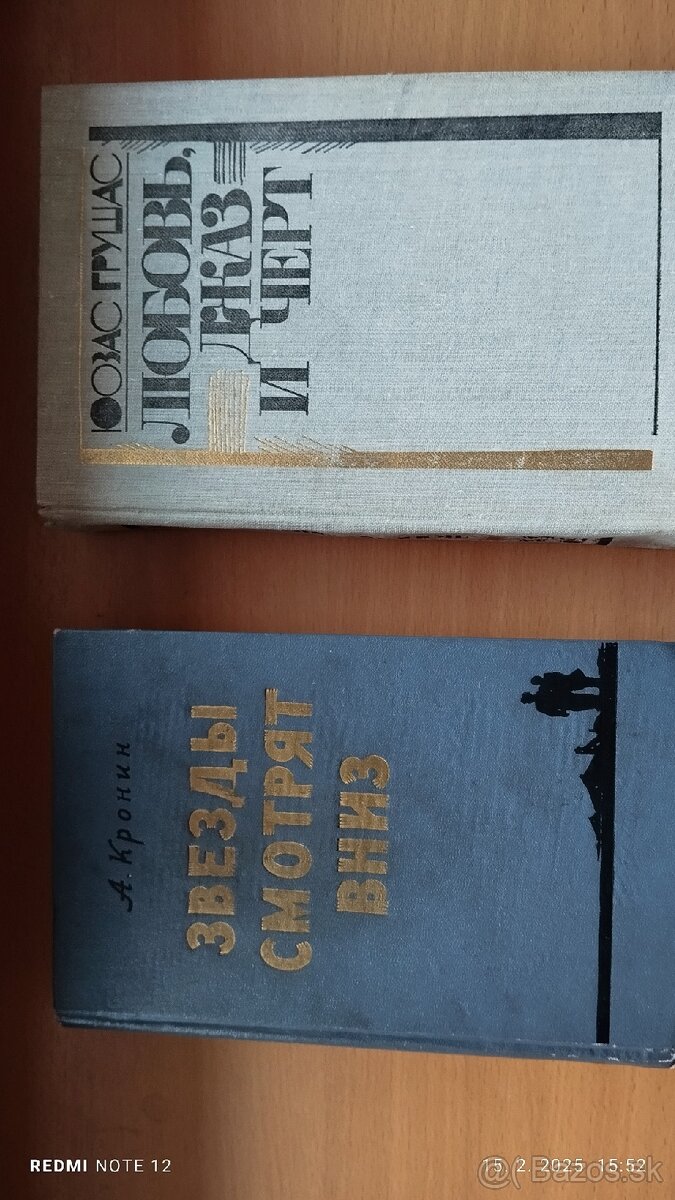 ЮОЗАС ГРУШАС
ЛЮБОВЬ,
ДЖАЗ
И ЧЕРТ
А. Кронин
ЗВЕЗДЫ
СМОТРЯТ
ВНИЗ
REDMI NOTE 12
15. 2. 2025 15:52
Bazos.sk